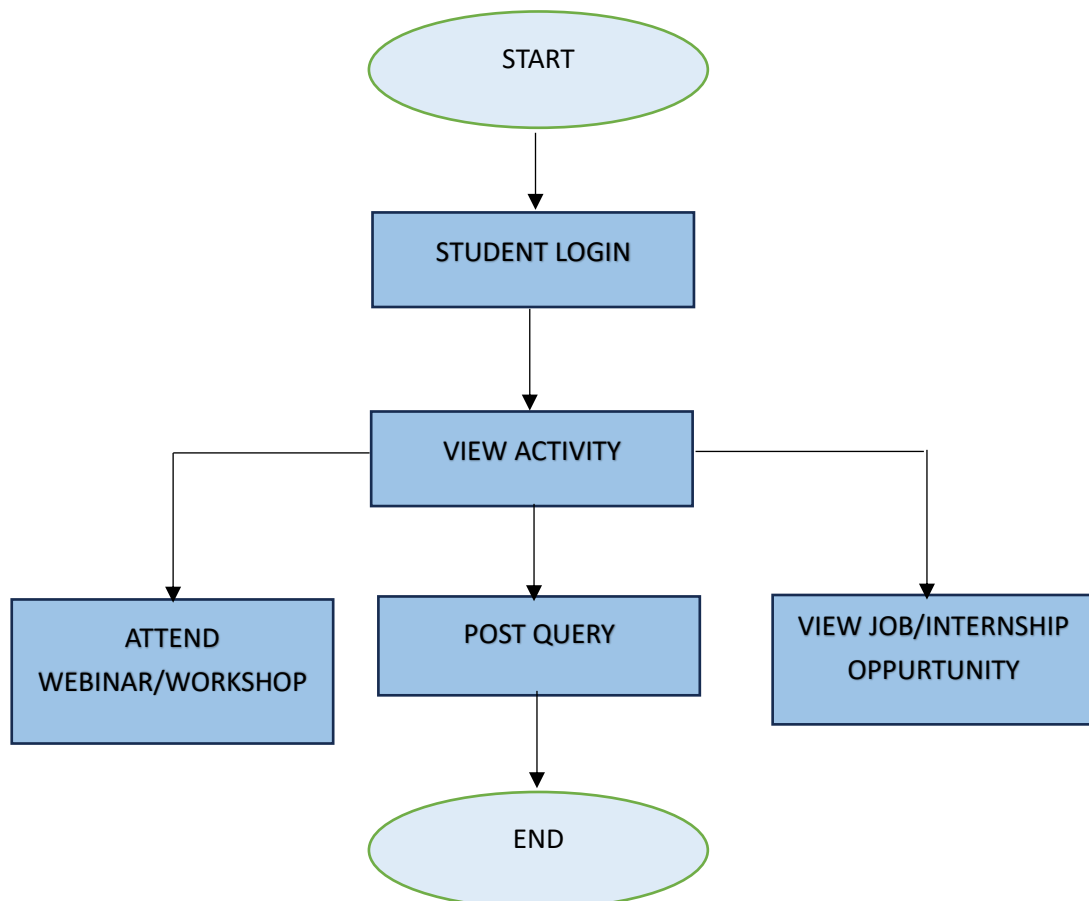 START
STUDENT LOGIN
VIEW ACTIVITY
ATTEND
WEBINAR/WORKSHOP
POST QUERY
VIEW JOB/INTERNSHIP
OPPURTUNITY
END